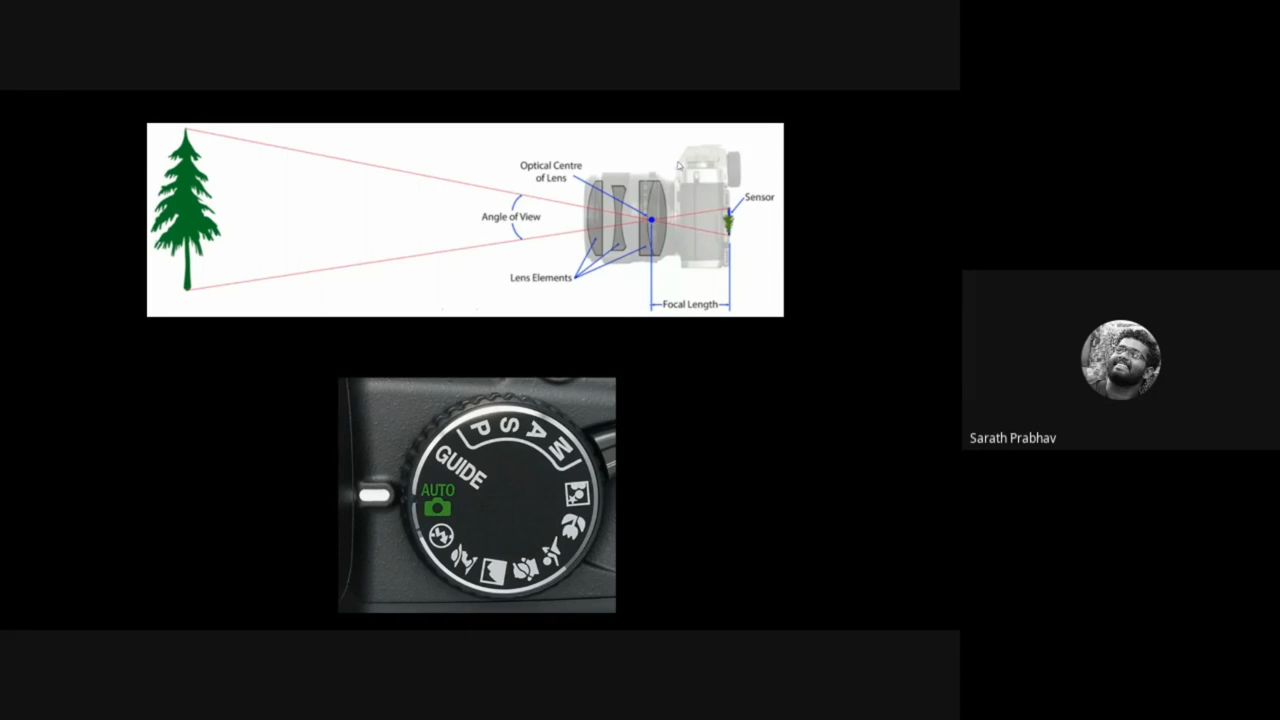 Optical Centre
of Lens
Sensor
Angle of View
Lens Elements
Focal Length
P S A M
GUIDE
AUTO
Sarath Prabhav